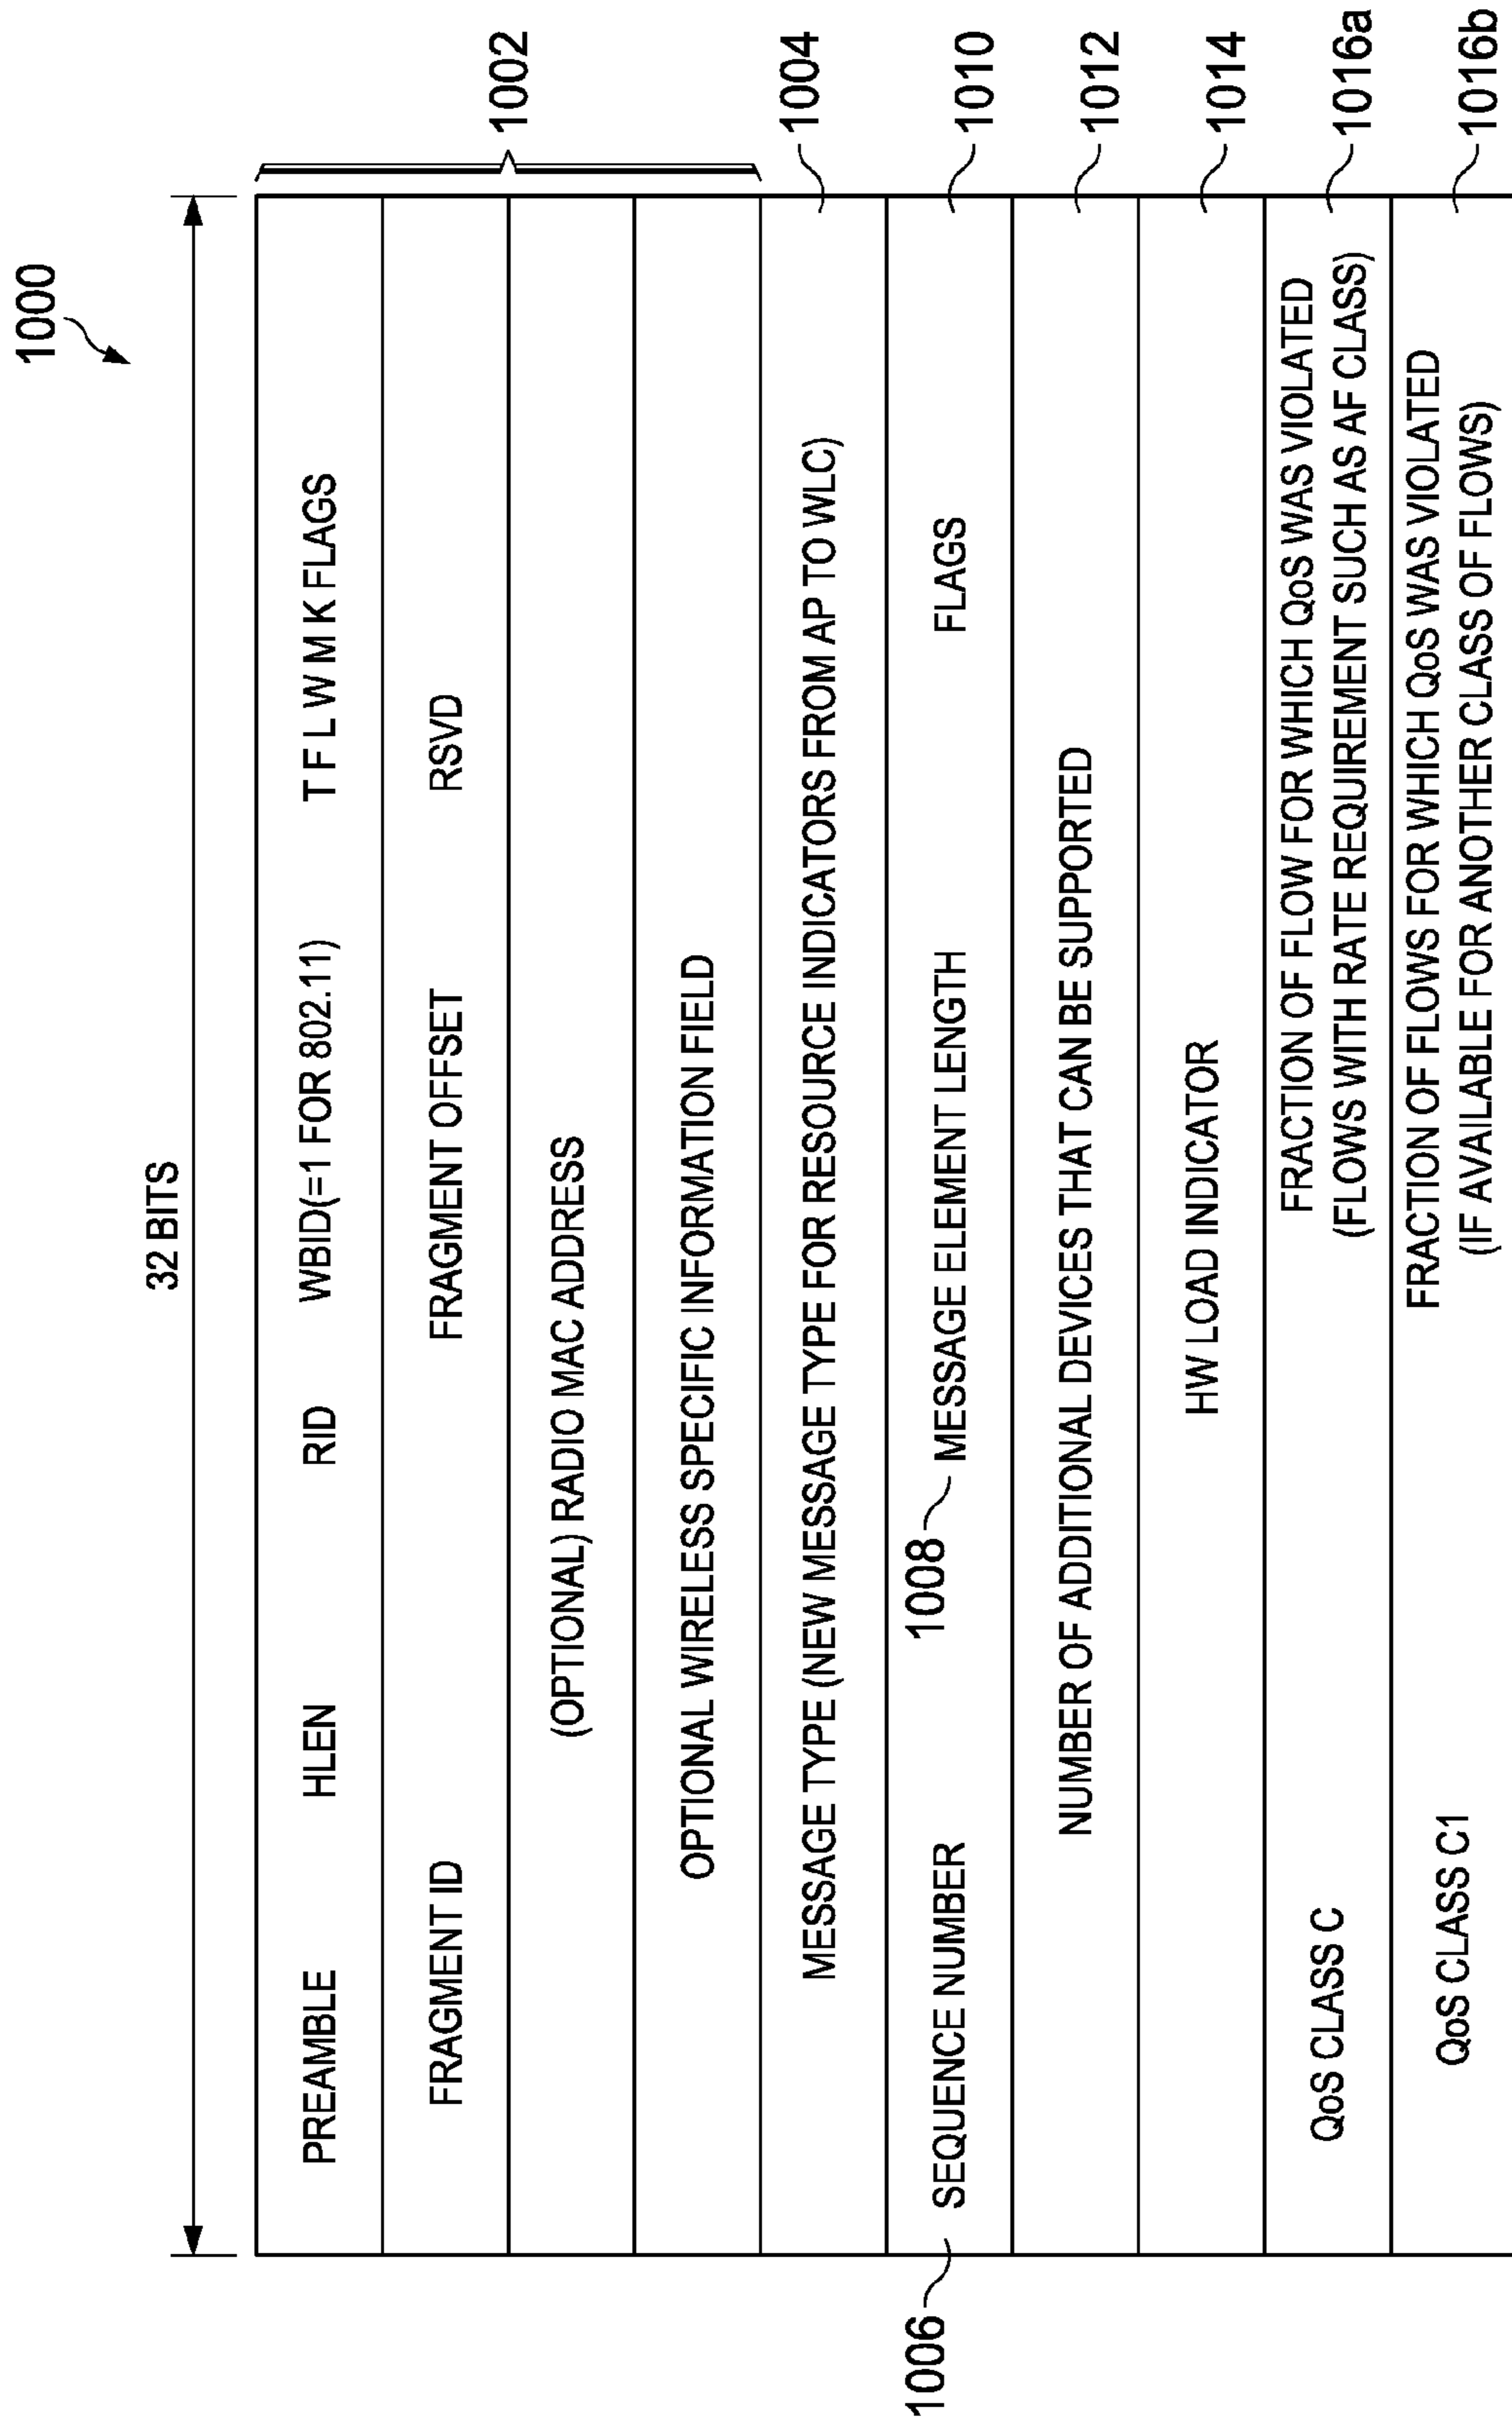 1000
32 BITS
PREAMBLE HLEN RID WBID(=1 FOR 802.11) T F L W M K FLAGS
FRAGMENT ID FRAGMENT OFFSET RSVD
1002
(OPTIONAL) RADIO MAC ADDRESS
OPTIONAL WIRELESS SPECIFIC INFORMATION FIELD
MESSAGE TYPE (NEW MESSAGE TYPE FOR RESOURCE INDICATORS FROM AP TO WLC) 1004
1006 SEQUENCE NUMBER 1008 MESSAGE ELEMENT LENGTH FLAGS 1010
NUMBER OF ADDITIONAL DEVICES THAT CAN BE SUPPORTED 1012
HW LOAD INDICATOR 1014
QoS CLASS C FRACTION OF FLOW FOR WHICH QoS WAS VIOLATED
(FLOWS WITH RATE REQUIREMENT SUCH AS AF CLASS) 1016a
QoS CLASS C1 FRACTION OF FLOWS FOR WHICH QoS WAS VIOLATED
(IF AVAILABLE FOR ANOTHER CLASS OF FLOWS) 1016b